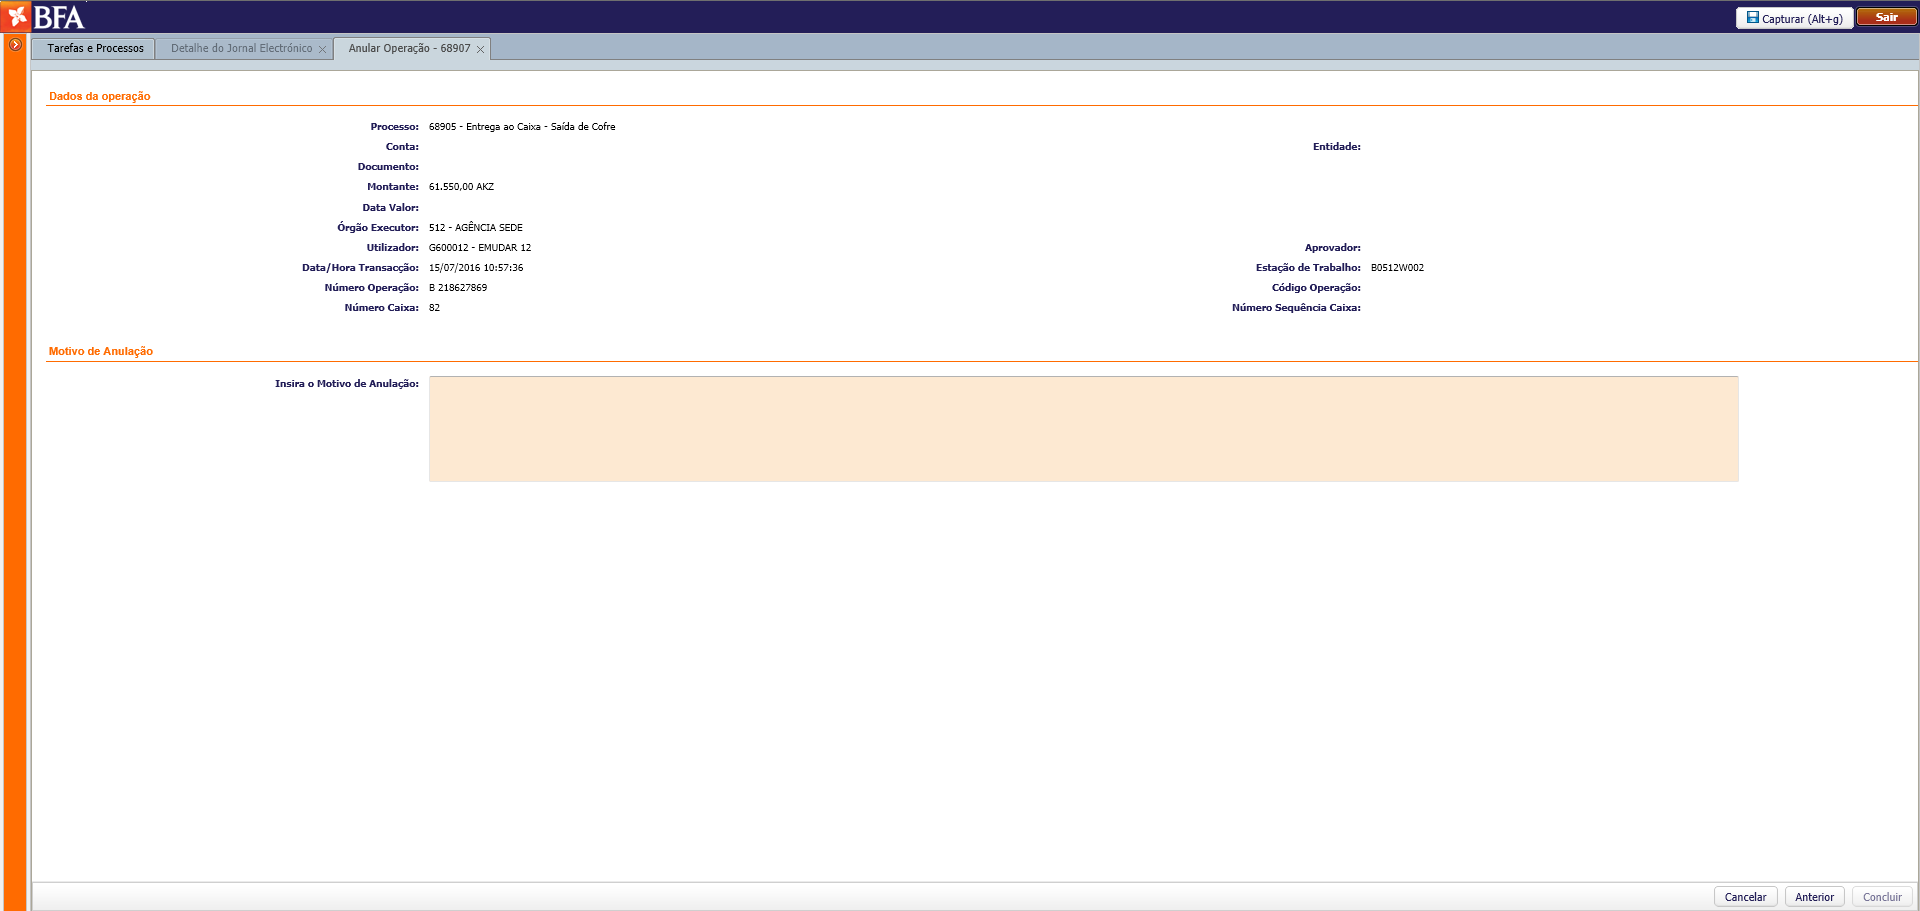 BFA
Capturar (Alt+g)
Sair
Tarefas e Processos
Detalhe do Jornal Electrónico
Anular Operação - 68907
Dados da operação
Processo: 68905 - Entrega ao Caixa - Saída de Cofre
Conta:
Entidade:
Documento:
Montante: 61.550,00 AKZ
Data Valor:
Órgão Executor: 512 - AGÊNCIA SEDE
Utilizador: G600012 - EMUDAR 12
Aprovador:
Data/Hora Transacção: 15/07/2016 10:57:36
Estação de Trabalho: B0512W002
Número Operação: B 218627869
Código Operação:
Número Caixa: 82
Número Sequência Caixa:
Motivo de Anulação
Insira o Motivo de Anulação:
Cancelar
Anterior
Concluir